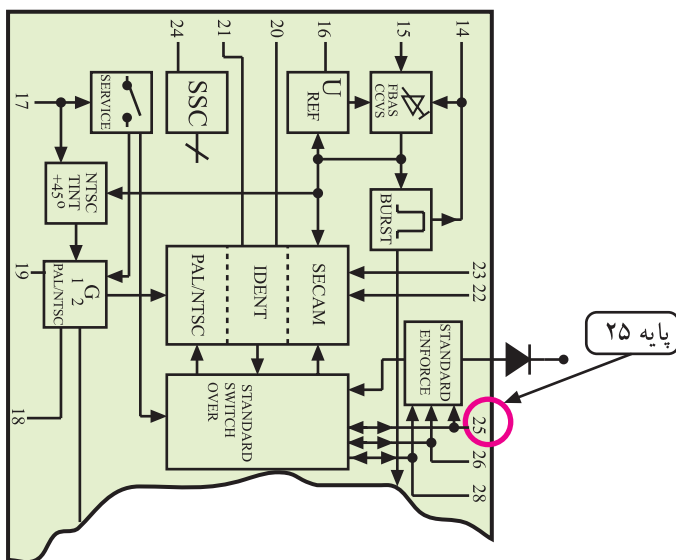 24
21
20
16
15
14
SSC
U
REF
FBAS
CCVS
SERVICE
17
NTSC
TINT
+45°
BURST
19
G
1 2
PAL/NTSC
PAL/NTSC
IDENT
SECAM
23
22
STANDARD
ENFORCE
پایه ۲۵
STANDARD
SWITCH
OVER
18
25
26
28